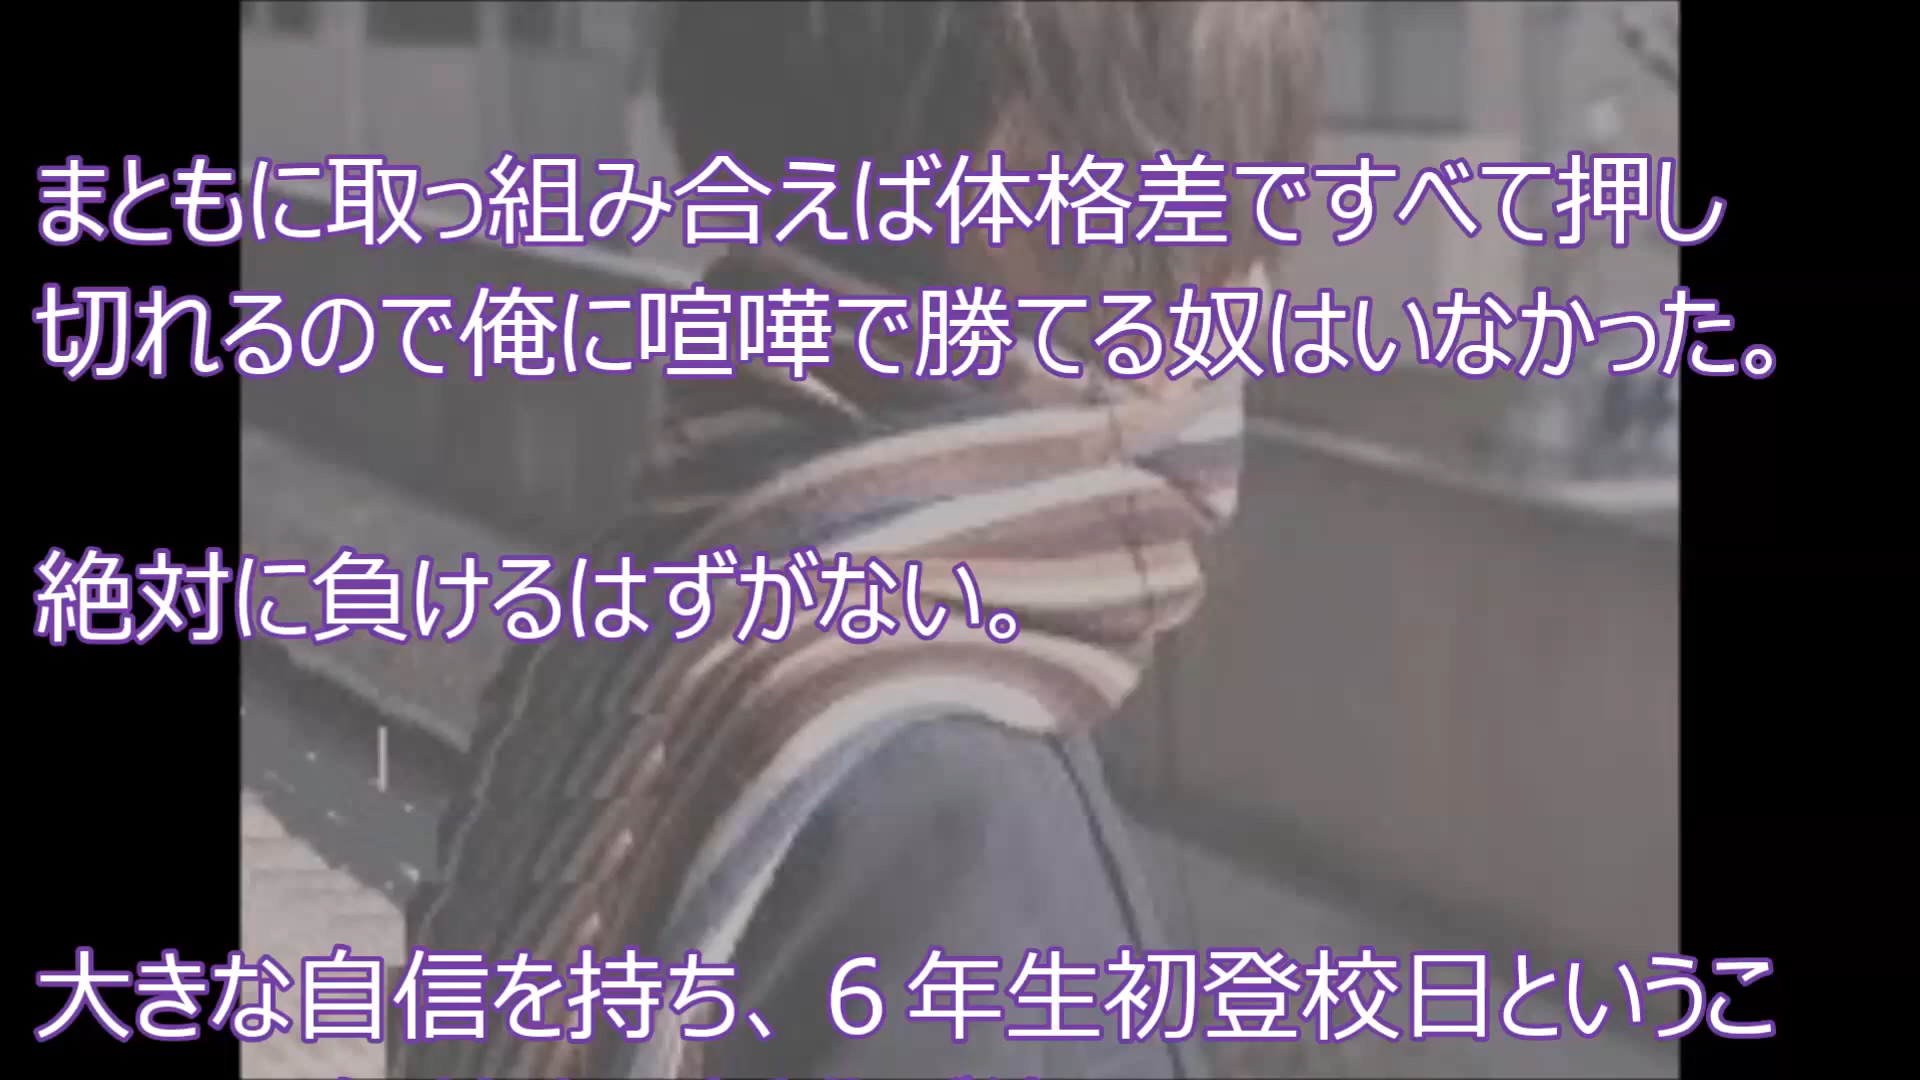 まともに取っ組み合えば体格差ですべて押し
切れるので俺に喧嘩で勝てる奴はいなかった。
絶対に負けるはずがない。
大きな自信を持ち、６年生初登校日というこ